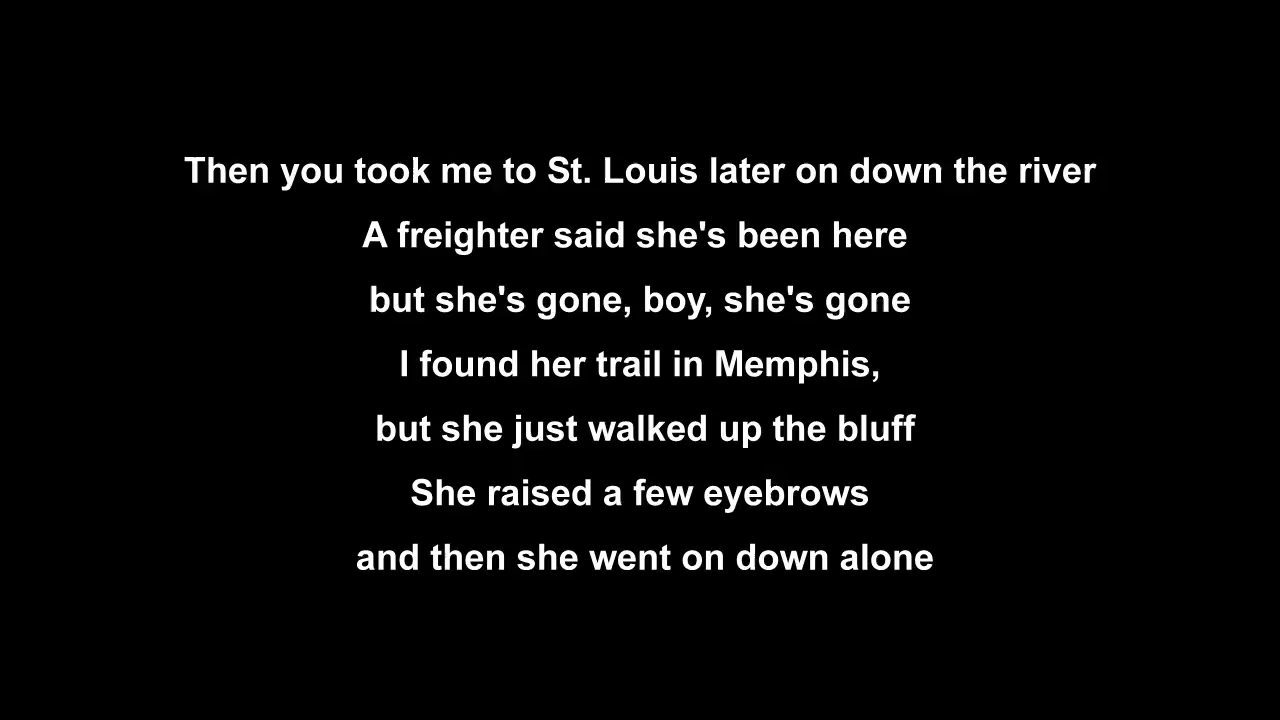 Then you took me to St. Louis later on down the river
A freighter said she's been here
but she's gone, boy, she's gone
I found her trail in Memphis,
but she just walked up the bluff
She raised a few eyebrows
and then she went on down alone